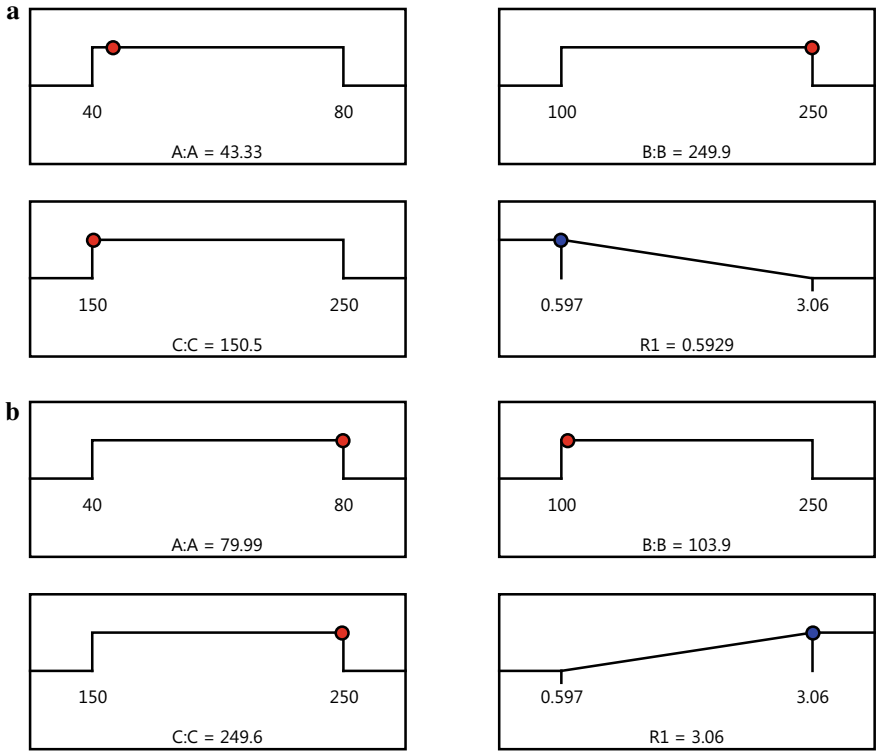 a
40 80
A:A = 43.33
100 250
B:B = 249.9
150 250
C:C = 150.5
0.597 3.06
R1 = 0.5929
b
40 80
A:A = 79.99
100 250
B:B = 103.9
150 250
C:C = 249.6
0.597 3.06
R1 = 3.06